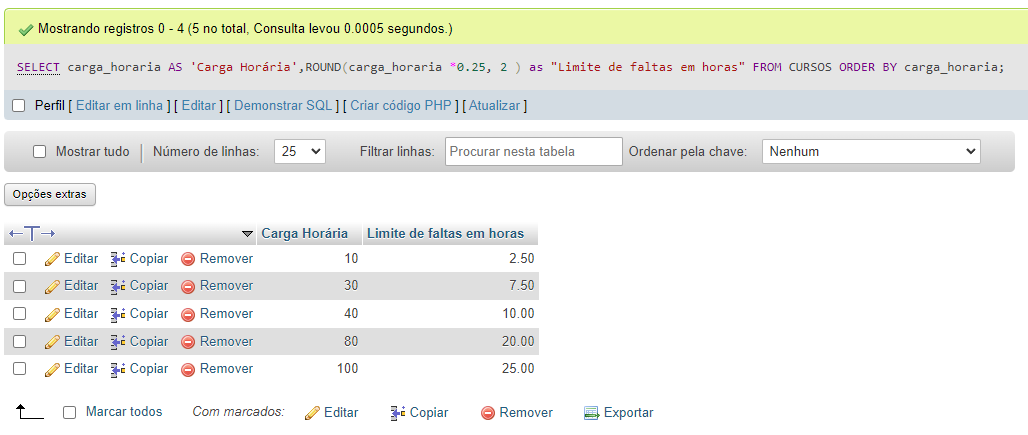 Mostrando registros 0 - 4 (5 no total, Consulta levou 0.0005 segundos.)
SELECT carga_horaria AS 'Carga Horária',ROUND(carga_horaria *0.25, 2 ) as "Limite de faltas em horas" FROM CURSOS ORDER BY carga_horaria;
Perfil [ Editar em linha ] [ Editar ] [ Demonstrar SQL ] [ Criar código PHP ] [ Atualizar ]
Mostrar tudo | Número de linhas: 25 Filtrar linhas: Procurar nesta tabela Ordenar pela chave: Nenhum
Opções extras
Carga Horária Limite de faltas em horas
Editar Copiar Remover 10 2.50
Editar Copiar Remover 30 7.50
Editar Copiar Remover 40 10.00
Editar Copiar Remover 80 20.00
Editar Copiar Remover 100 25.00
Marcar todos Com marcados: Editar Copiar Remover Exportar